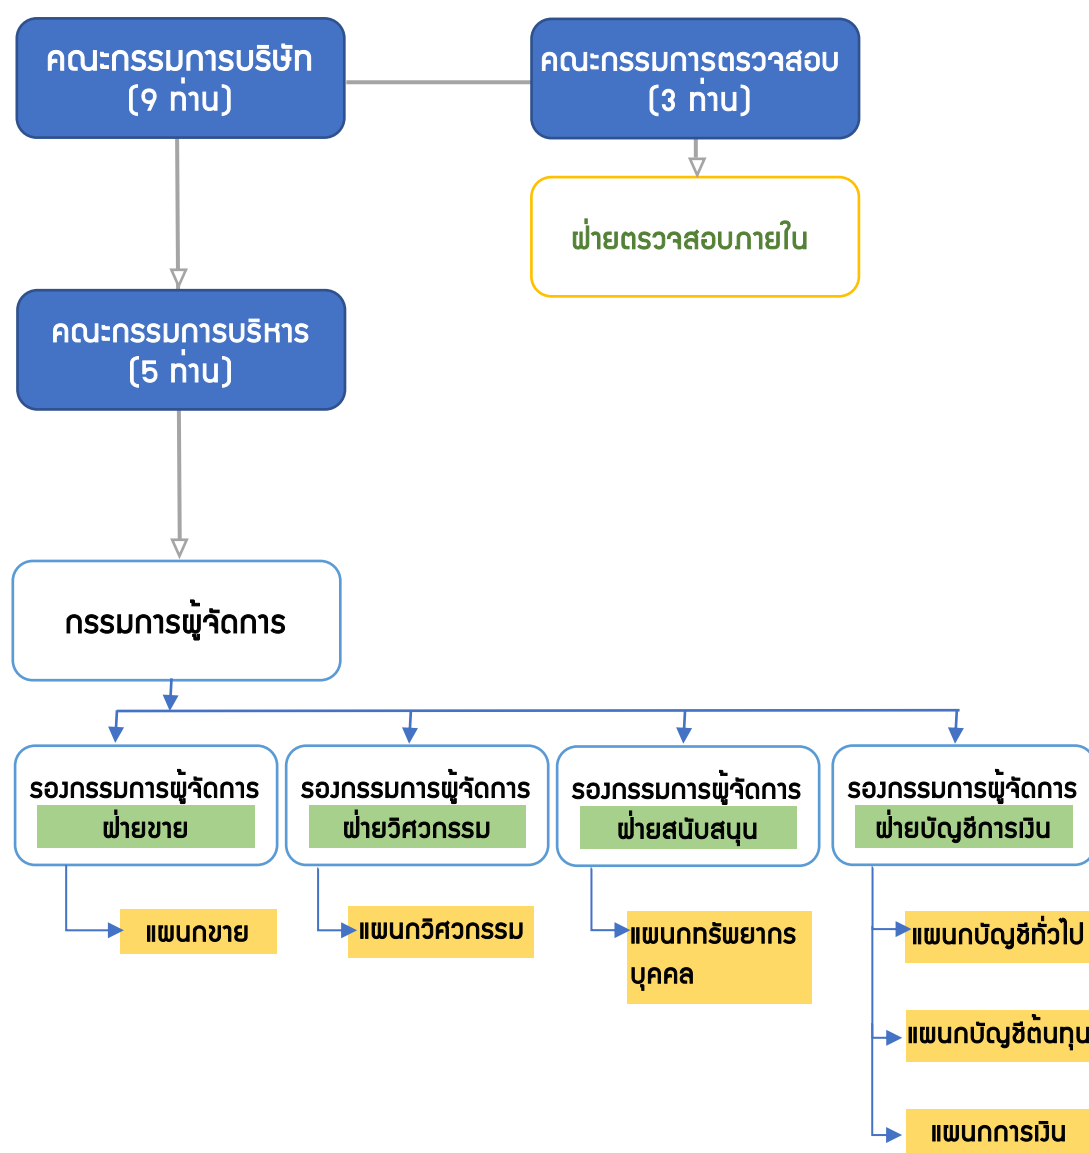 คณะกรรมการบริษัท
(9 ท่าน)
คณะกรรมการตรวจสอบ
(3 ท่าน)
ฝ่ายตรวจสอบภายใน
คณะกรรมการบริหาร
(5 ท่าน)
กรรมการผู้จัดการ
รองกรรมการผู้จัดการ
ฝ่ายขาย
รองกรรมการผู้จัดการ
ฝ่ายวิศวกรรม
รองกรรมการผู้จัดการ
ฝ่ายสนับสนุน
รองกรรมการผู้จัดการ
ฝ่ายบัญชีการเงิน
แผนกขาย
แผนกวิศวกรรม
แผนกทรัพยากร
บุคคล
แผนกบัญชีทั่วไป
แผนกบัญชีต้นทุน
แผนกการเงิน